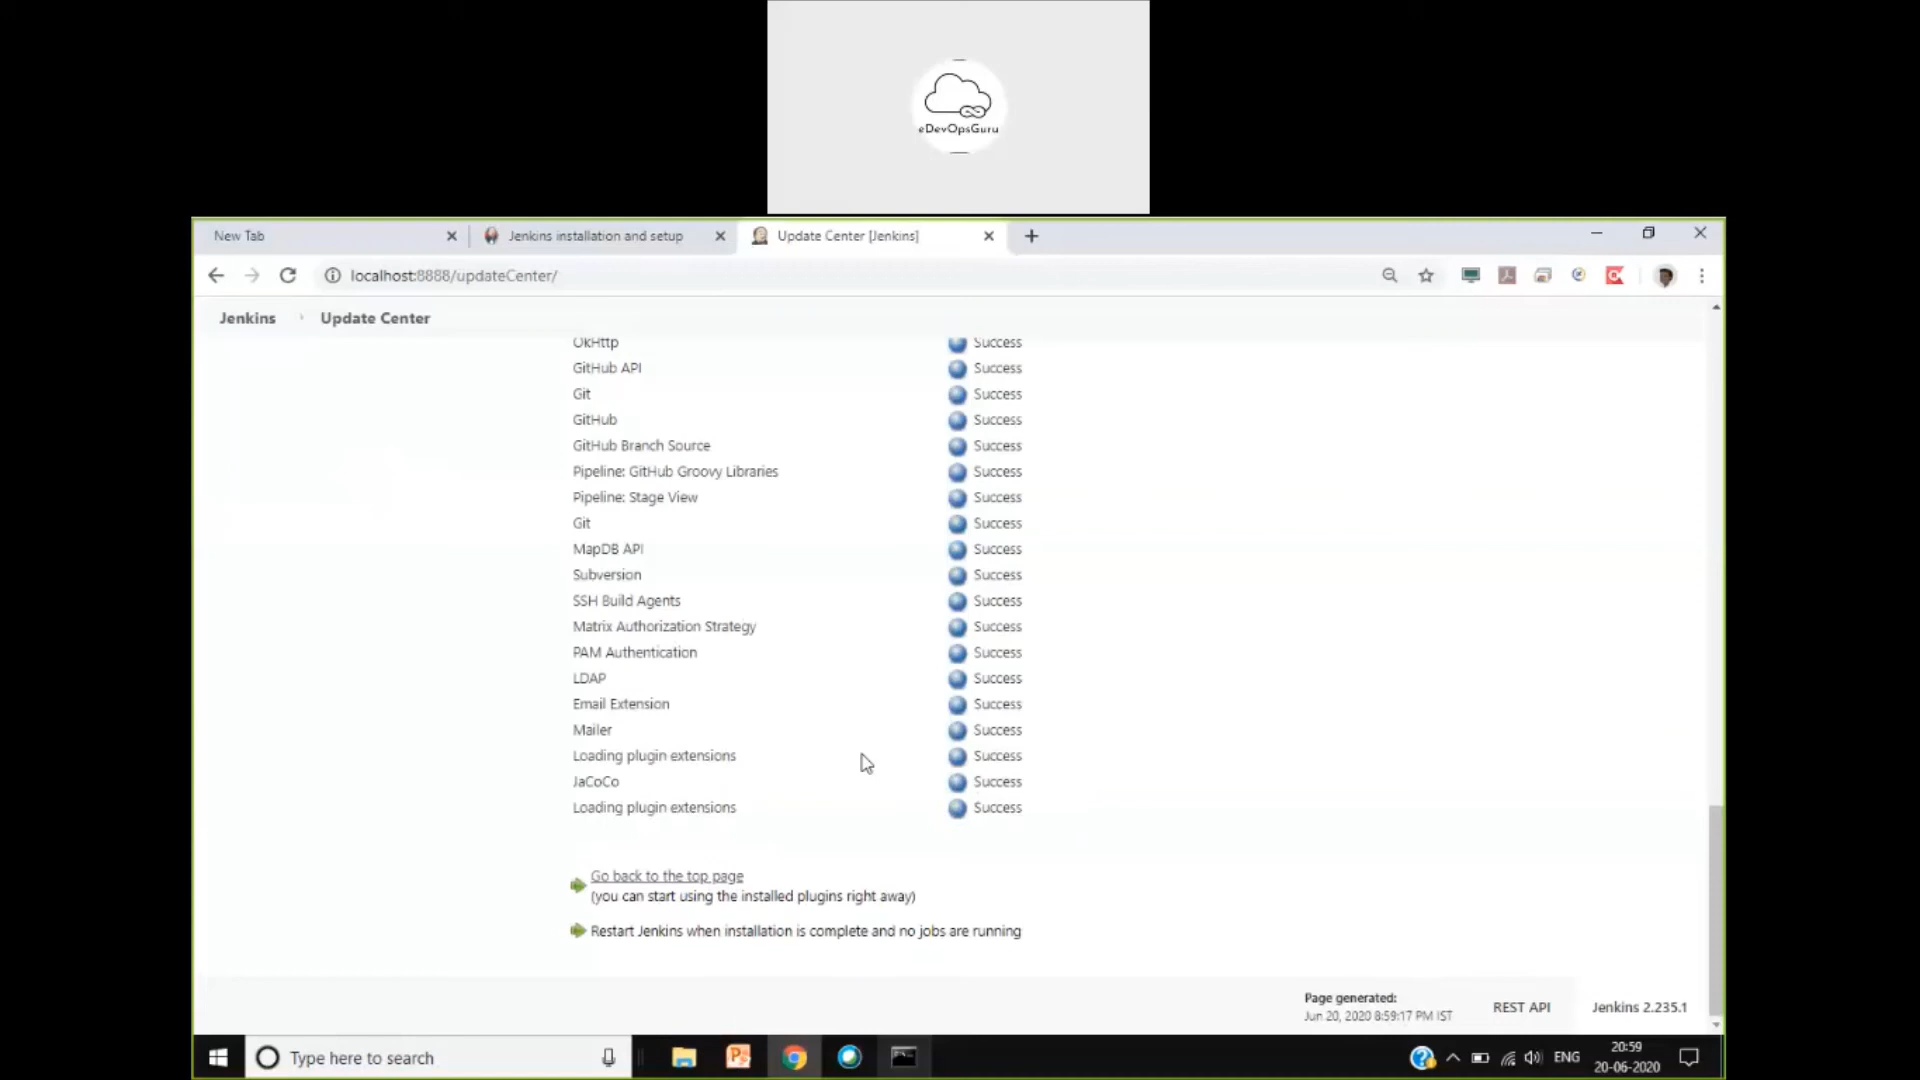 eDevOpsGuru
New Tab
Jenkins installation and setup
Update Center [Jenkins]
localhost:8888/updateCenter/
Jenkins
Update Center
OkHttp Success
GitHub API Success
Git Success
GitHub Success
GitHub Branch Source Success
Pipeline: GitHub Groovy Libraries Success
Pipeline: Stage View Success
Git Success
MapDB API Success
Subversion Success
SSH Build Agents Success
Matrix Authorization Strategy Success
PAM Authentication Success
LDAP Success
Email Extension Success
Mailer Success
Loading plugin extensions Success
JaCoCo Success
Loading plugin extensions Success
Go back to the top page
(you can start using the installed plugins right away)
Restart Jenkins when installation is complete and no jobs are running
Page generated:
Jun 20, 2020 8:59:17 PM IST
REST API
Jenkins 2.235.1
Type here to search
ENG
20:59
20-06-2020